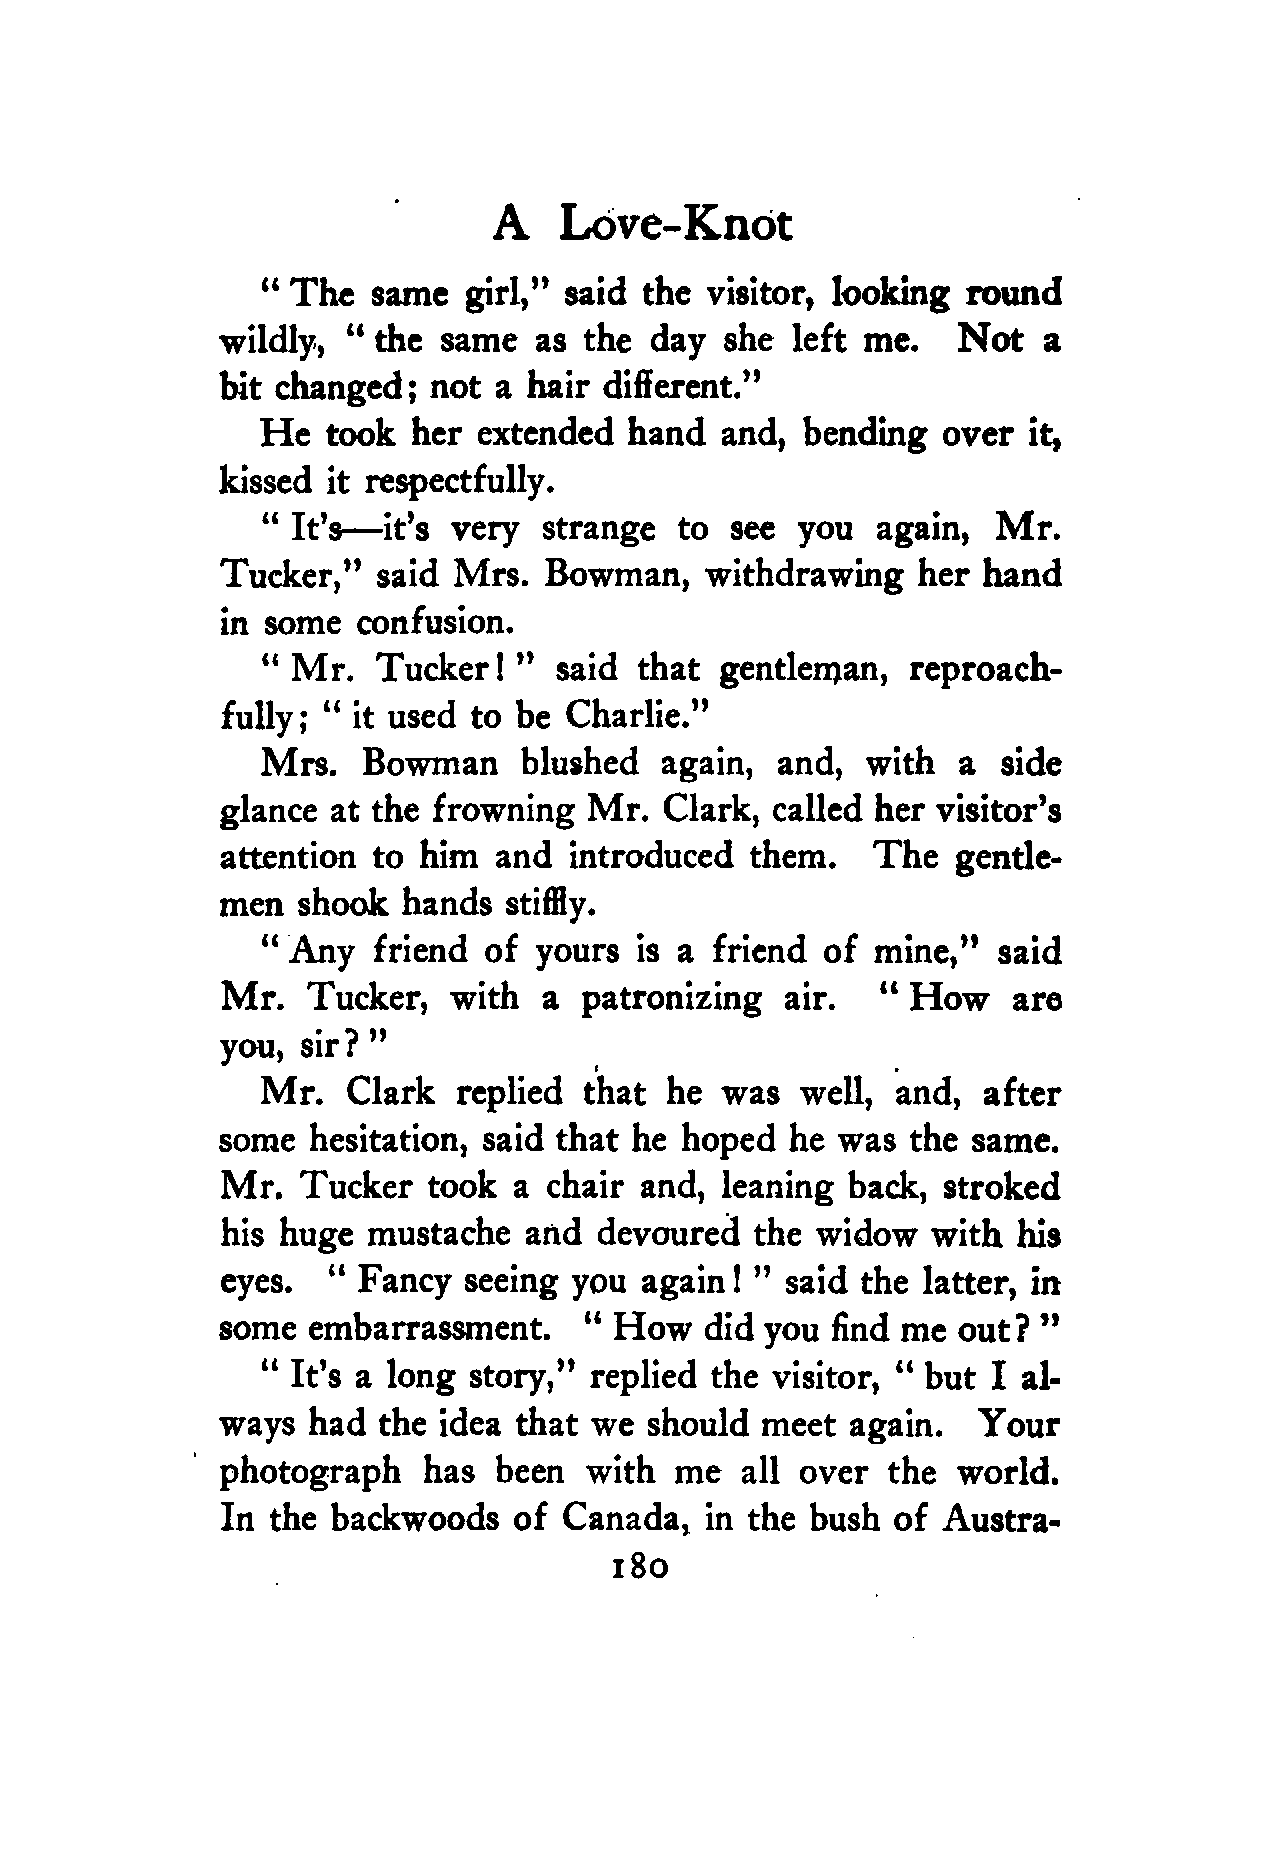 A Love-Knot
" The same girl," said the visitor, looking round
wildly, " the same as the day she left me. Not a
bit changed; not a hair different."
He took her extended hand and, bending over it,
kissed it respectfully.
" It's—it's very strange to see you again, Mr.
Tucker," said Mrs. Bowman, withdrawing her hand
in some confusion.
" Mr. Tucker! " said that gentleman, reproach-
fully; " it used to be Charlie."
Mrs. Bowman blushed again, and, with a side
glance at the frowning Mr. Clark, called her visitor's
attention to him and introduced them. The gentle-
men shook hands stiffly.
" Any friend of yours is a friend of mine," said
Mr. Tucker, with a patronizing air. " How are
you, sir? "
Mr. Clark replied that he was well, and, after
some hesitation, said that he hoped he was the same.
Mr. Tucker took a chair and, leaning back, stroked
his huge mustache and devoured the widow with his
eyes. " Fancy seeing you again! " said the latter, in
some embarrassment. " How did you find me out? "
" It's a long story," replied the visitor, " but I al-
ways had the idea that we should meet again. Your
photograph has been with me all over the world.
In the backwoods of Canada, in the bush of Austra-
180